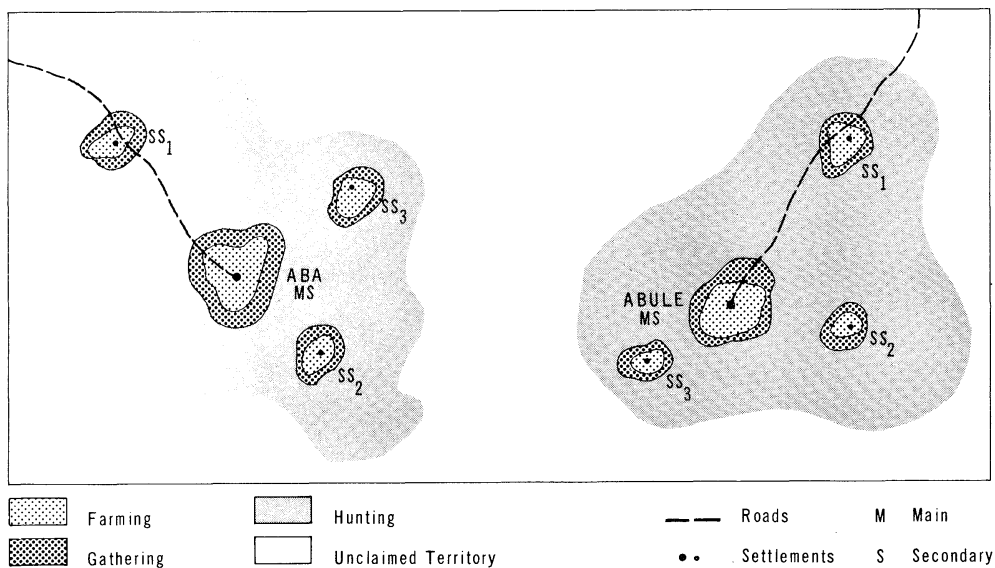 SS1
SS3
ABA
MS
SS2
SS1
ABULE
MS
SS2
SS3
Farming
Hunting
Roads
M Main
Gathering
Unclaimed Territory
Settlements
S Secondary